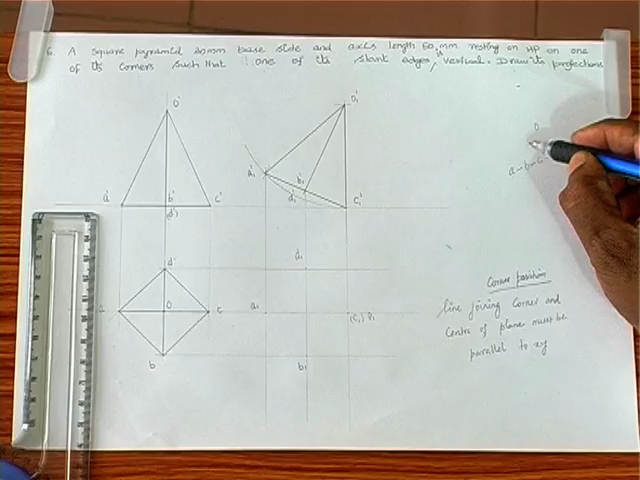 6. A square pyramid 40mm base side and axis length 60 mm resting on HP on one
of its corners such that one of its slant edges is vertical. Draw its projections
o'
o1'
o
a-b-c-
a1'
b1'
d1'
c1'
a'
b'
c'
(d')
d
d1
Corner position
line joining corner and
centre of plane must be
parallel to xy
a
o
c
a1
(c1) o1
b
b1